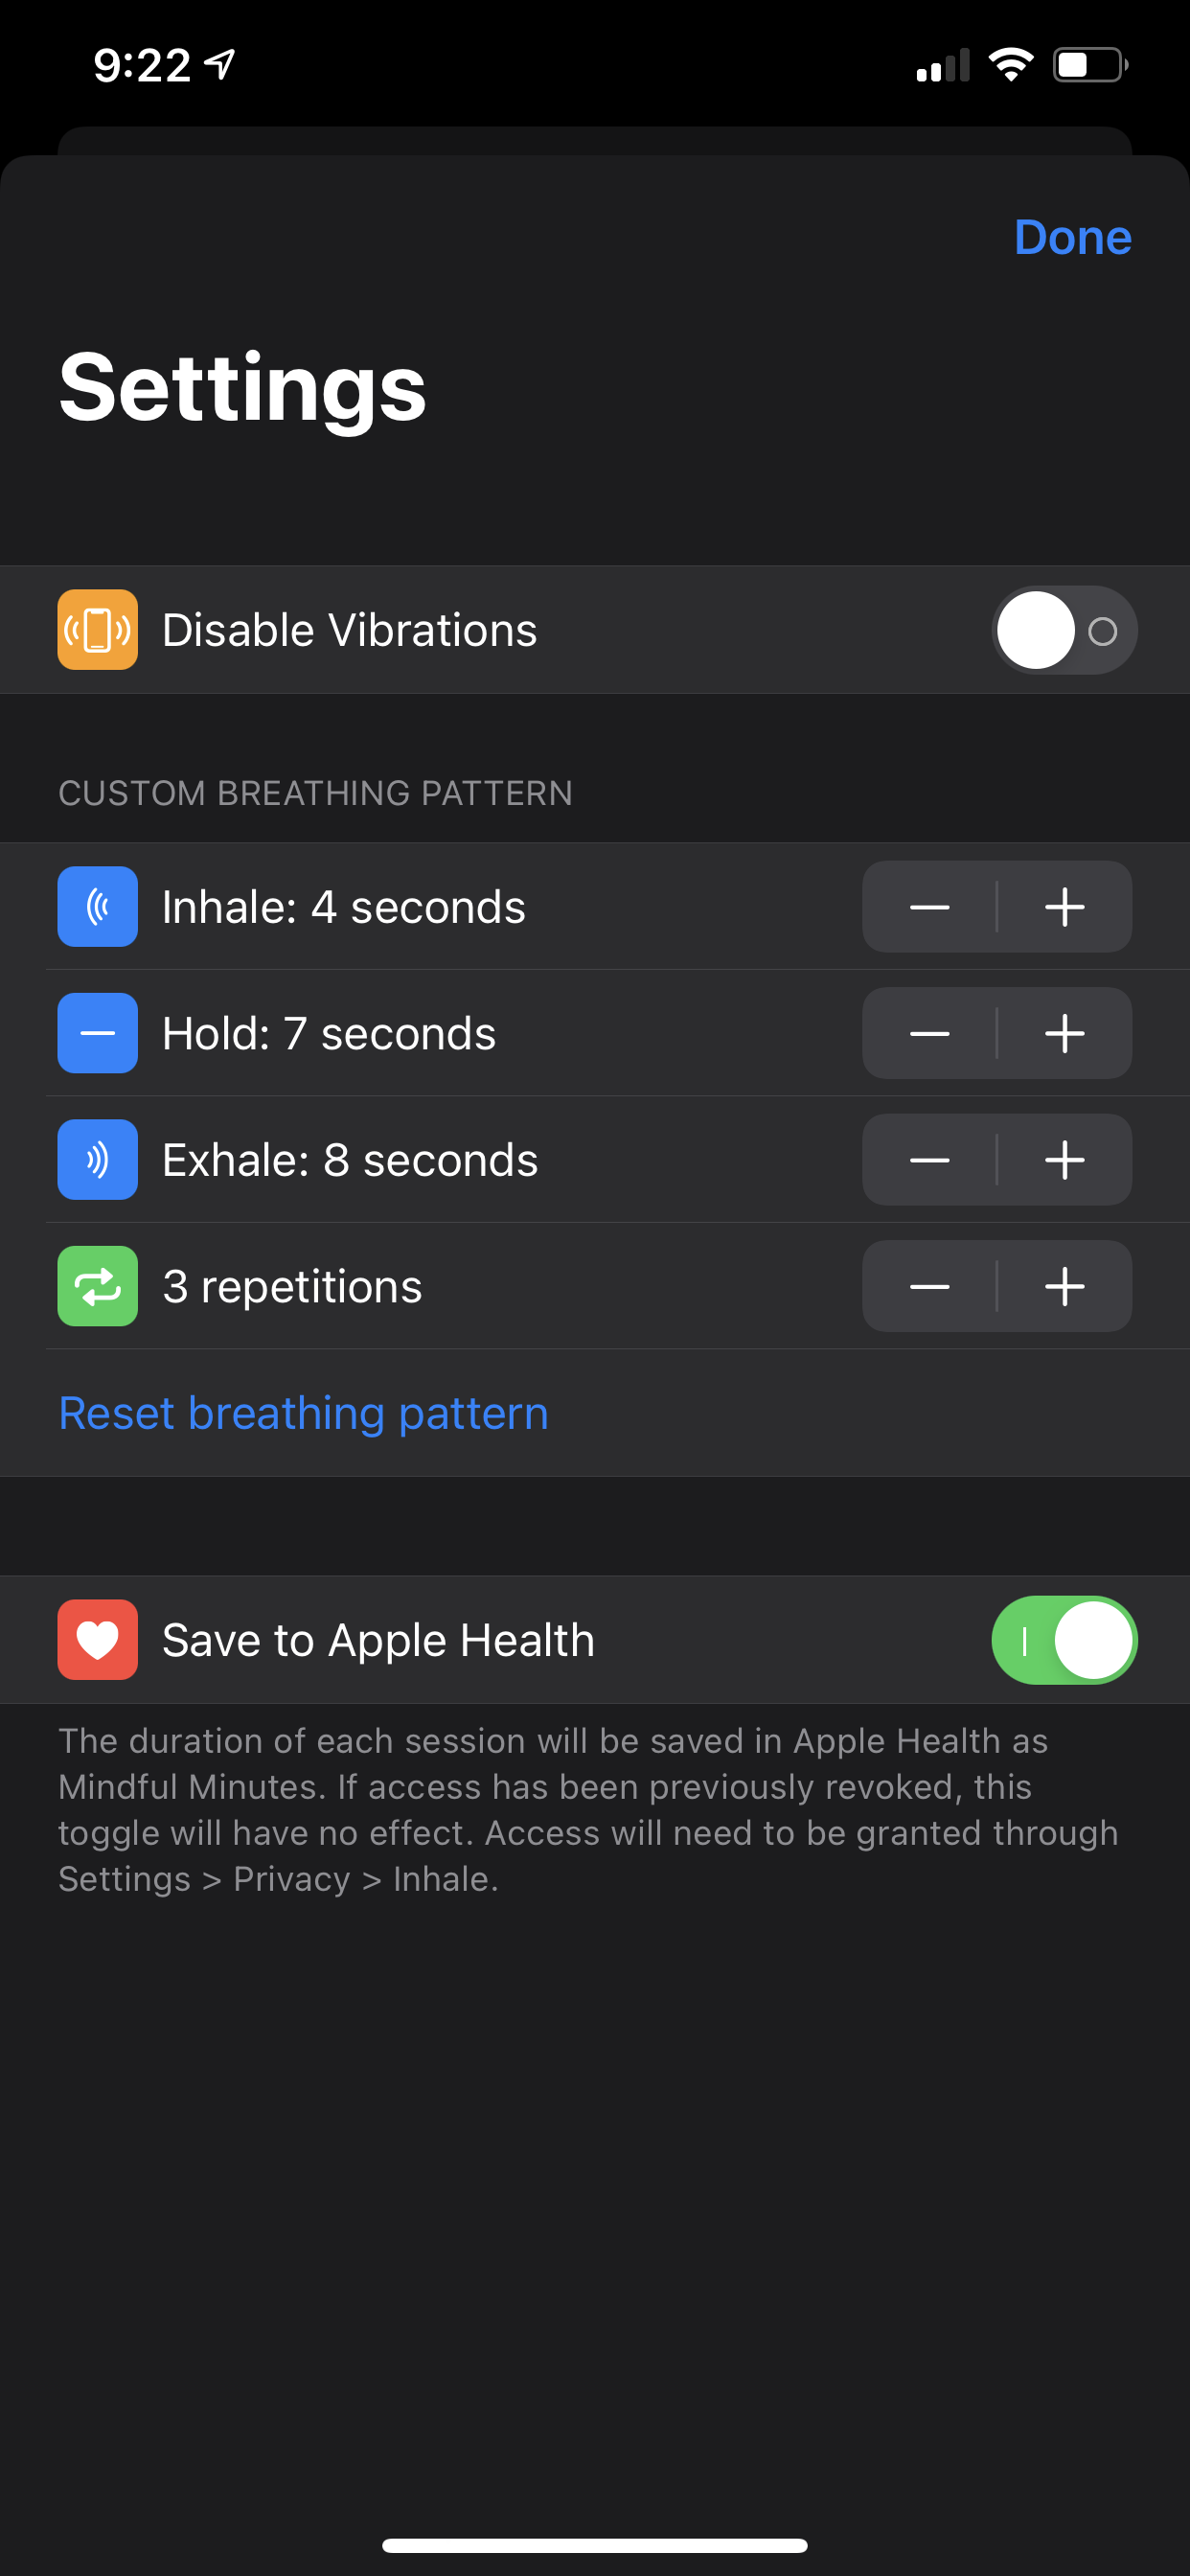 9:22
Done
Settings
Disable Vibrations
CUSTOM BREATHING PATTERN
Inhale: 4 seconds
Hold: 7 seconds
Exhale: 8 seconds
3 repetitions
Reset breathing pattern
Save to Apple Health
The duration of each session will be saved in Apple Health as
Mindful Minutes. If access has been previously revoked, this
toggle will have no effect. Access will need to be granted through
Settings > Privacy > Inhale.